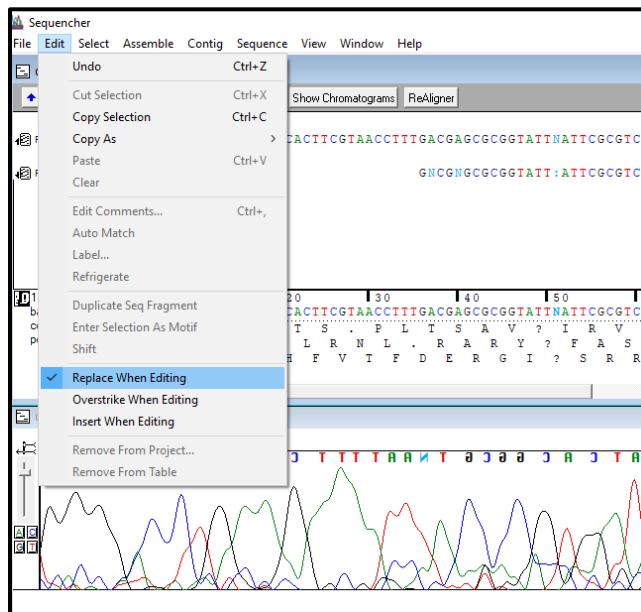 Sequencher
File Edit Select Assemble Contig Sequence View Window Help
Undo Ctrl+Z
Cut Selection Ctrl+X
Copy Selection Ctrl+C
Copy As
Paste Ctrl+V
Clear
Edit Comments... Ctrl+,
Auto Match
Label...
Refrigerate
Duplicate Seq Fragment
Enter Selection As Motif
Shift
Replace When Editing
Overstrike When Editing
Insert When Editing
Remove From Project...
Remove From Table
Show Chromatograms ReAligner
CACTTCGTAACCTTTGACGAGCGCGGTATTNATTCGCGTC
GNCGNGCGCGGTATT:ATTCGCGTC
20 30 40 50
CACTTCGTAACCTTTGACGAGCGCGGTATTNATTCGCGTC
T S . P L T S A V ? I R V
L R N L . R A R Y ? F A S
H F V T F D E R G I ? S R R
C T T T T A A N T G C G G C A C T A
A C
G T